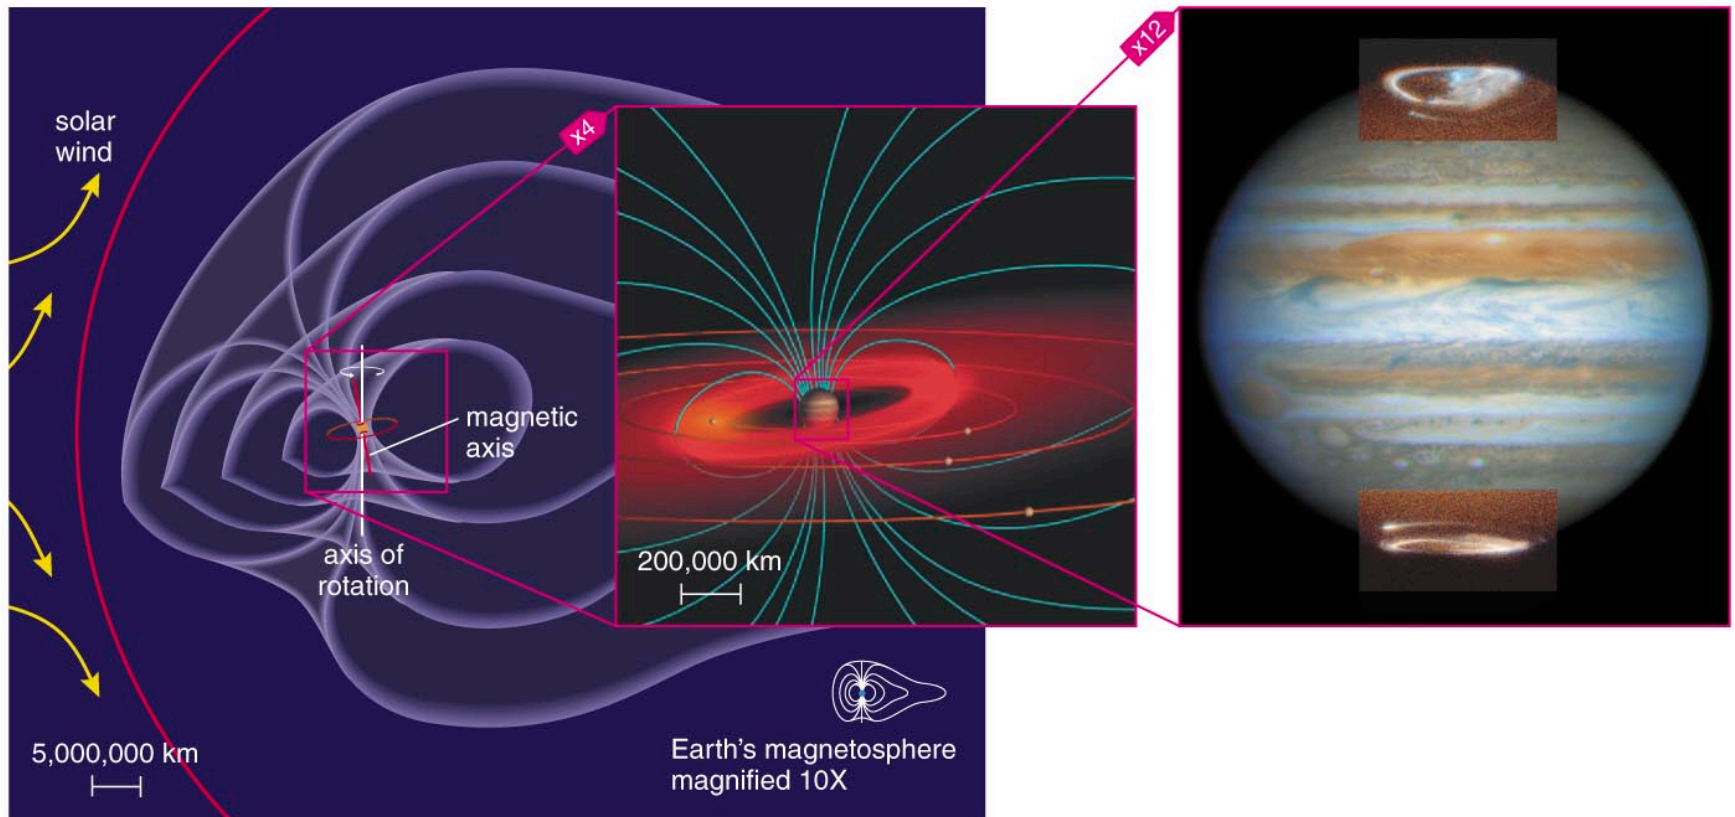 solar
wind
x4
x12
magnetic
axis
axis of
rotation
200,000 km
5,000,000 km
Earth's magnetosphere
magnified 10X